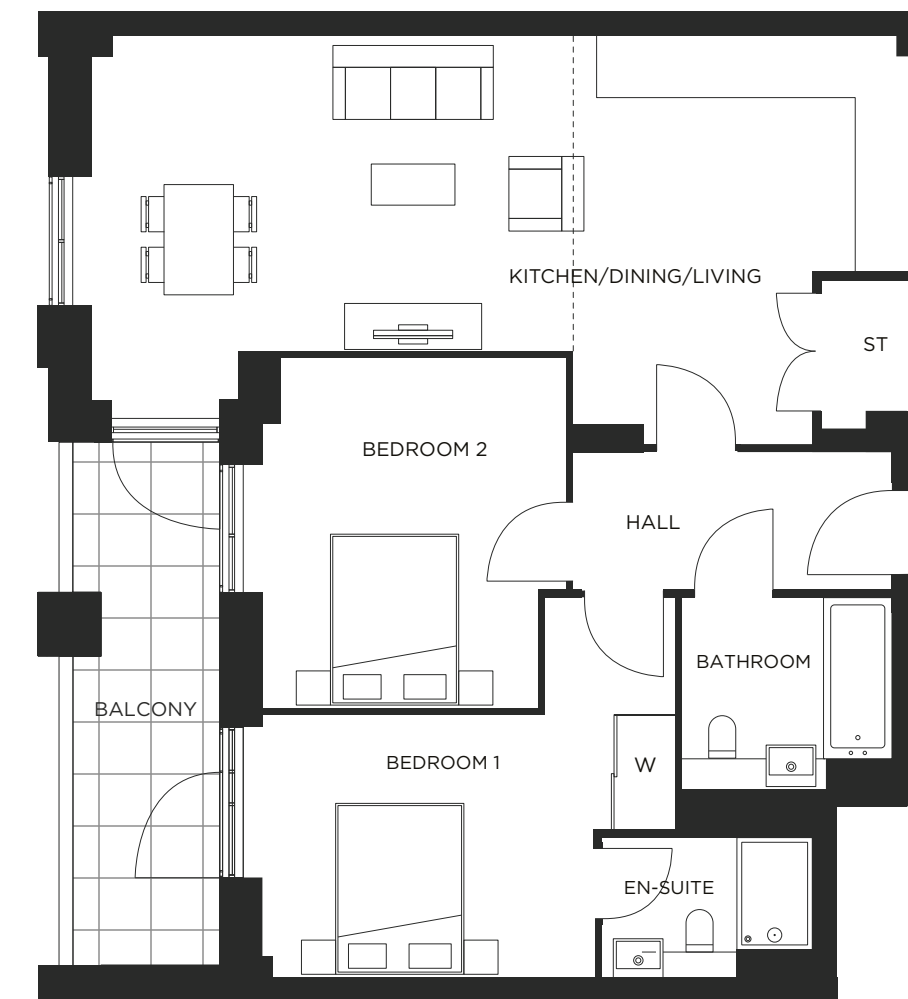 KITCHEN/DINING/LIVING
ST
BEDROOM 2
HALL
BATHROOM
BALCONY
BEDROOM 1
W
EN-SUITE